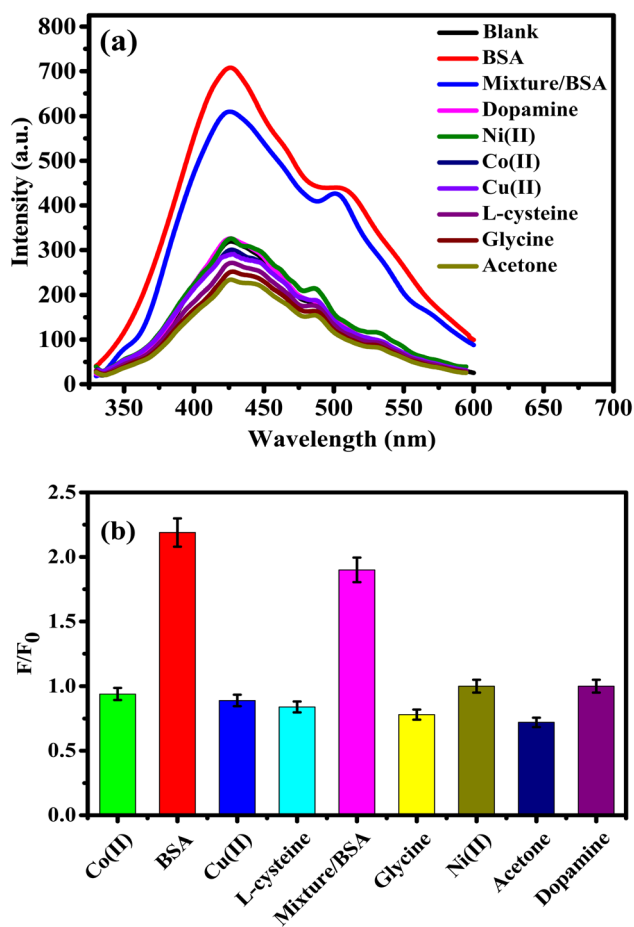 (a)
800
700
600
500
400
300
200
100
0
Intensity (a.u.)
Blank
BSA
Mixture/BSA
Dopamine
Ni(II)
Co(II)
Cu(II)
L-cysteine
Glycine
Acetone
350 400 450 500 550 600 650 700
Wavelength (nm)
(b)
2.5
2.0
1.5
1.0
0.5
0.0
F/F0
Co(II) BSA Cu(II) L-cysteine Mixture/BSA Glycine Ni(II) Acetone Dopamine